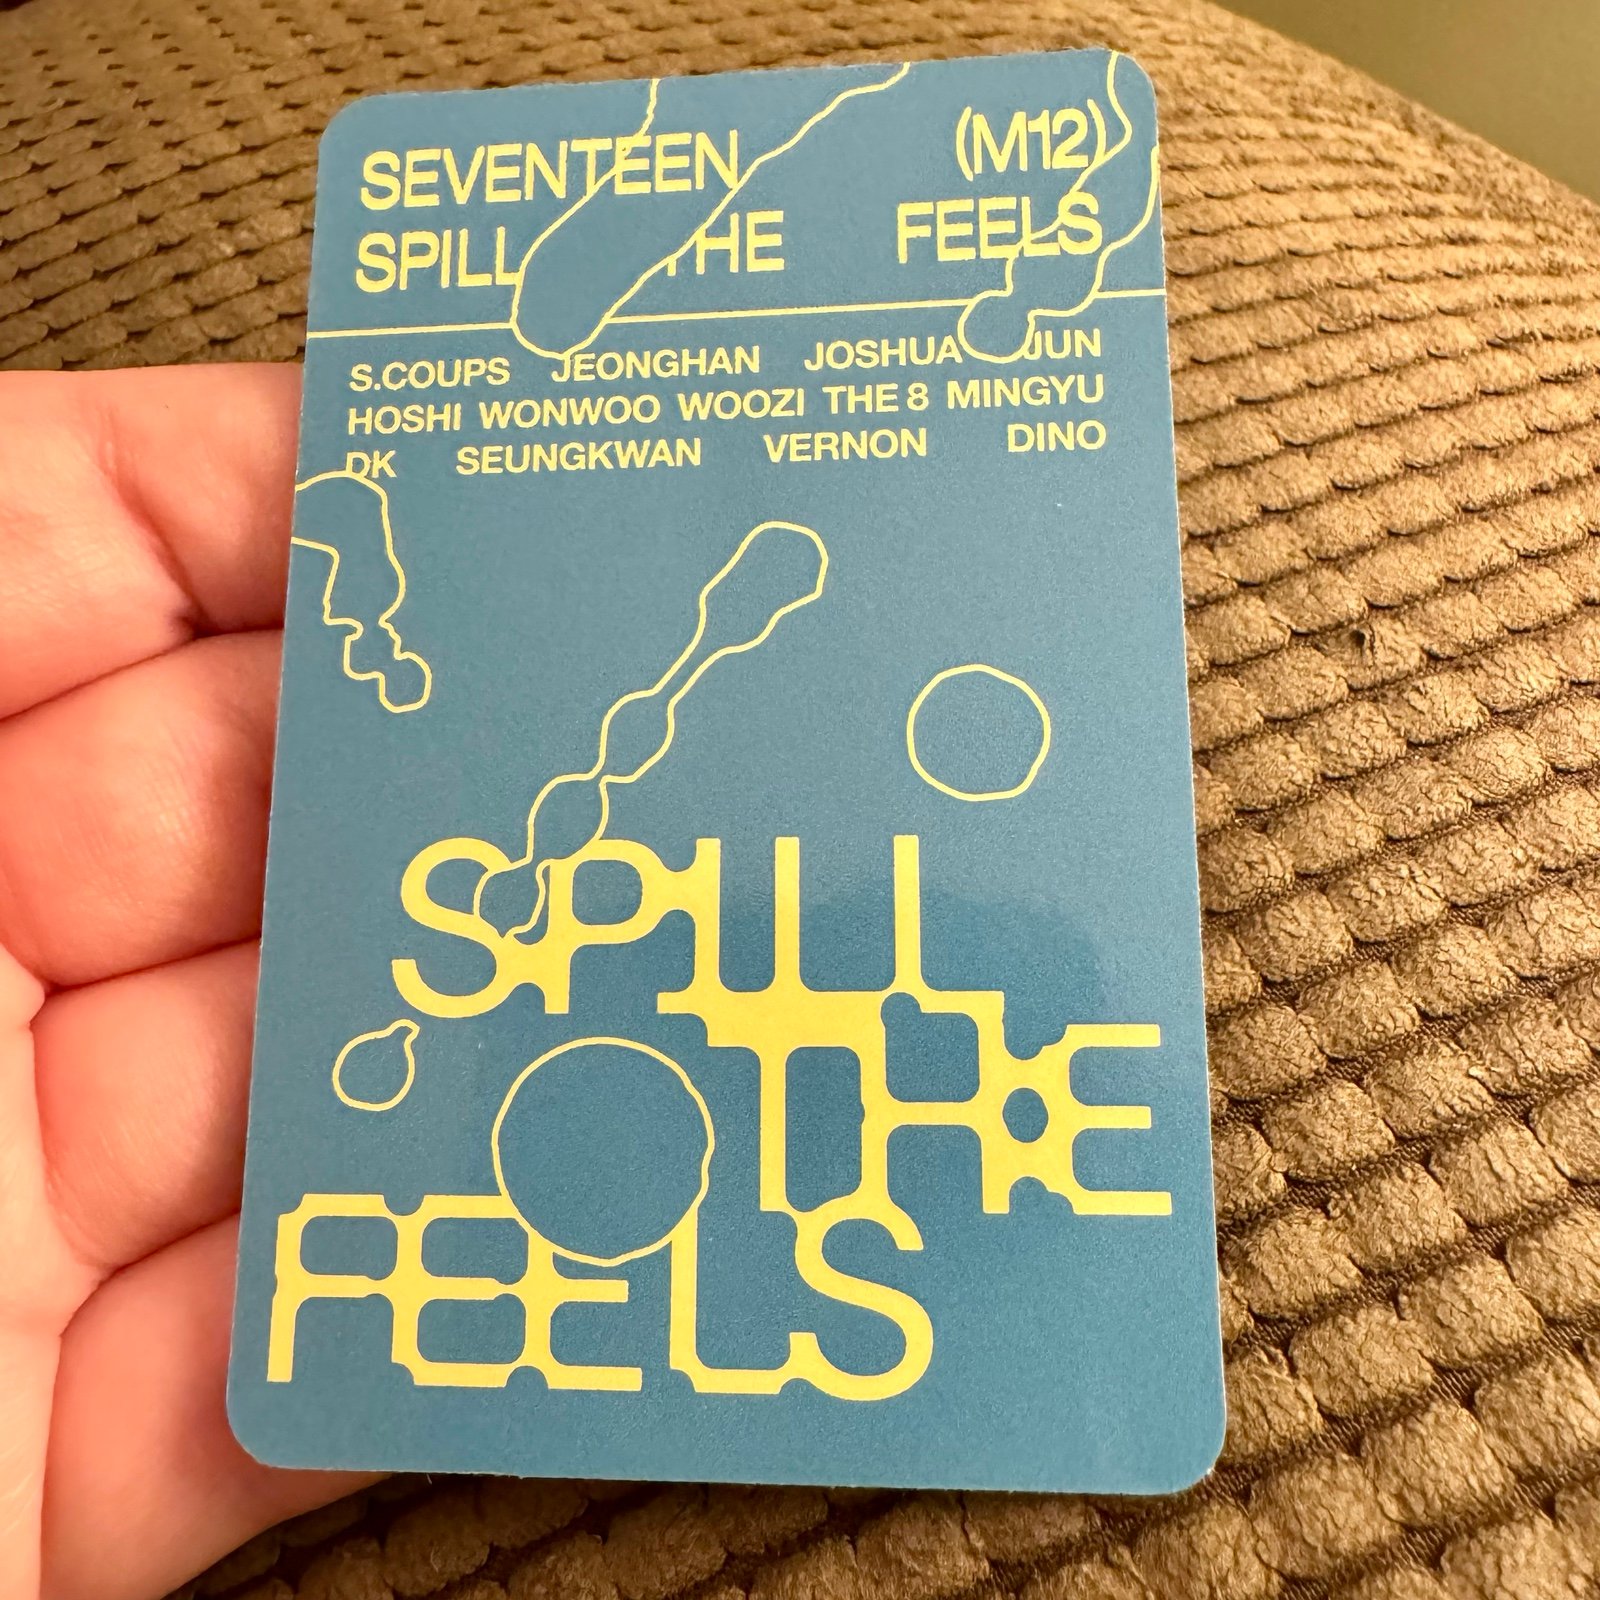 SEVENTEEN (M12)
SPILL THE FEELS
S.COUPS JEONGHAN JOSHUA JUN
HOSHI WONWOO WOOZI THE 8 MINGYU
DK SEUNGKWAN VERNON DINO
SPILL
THE
FEELS